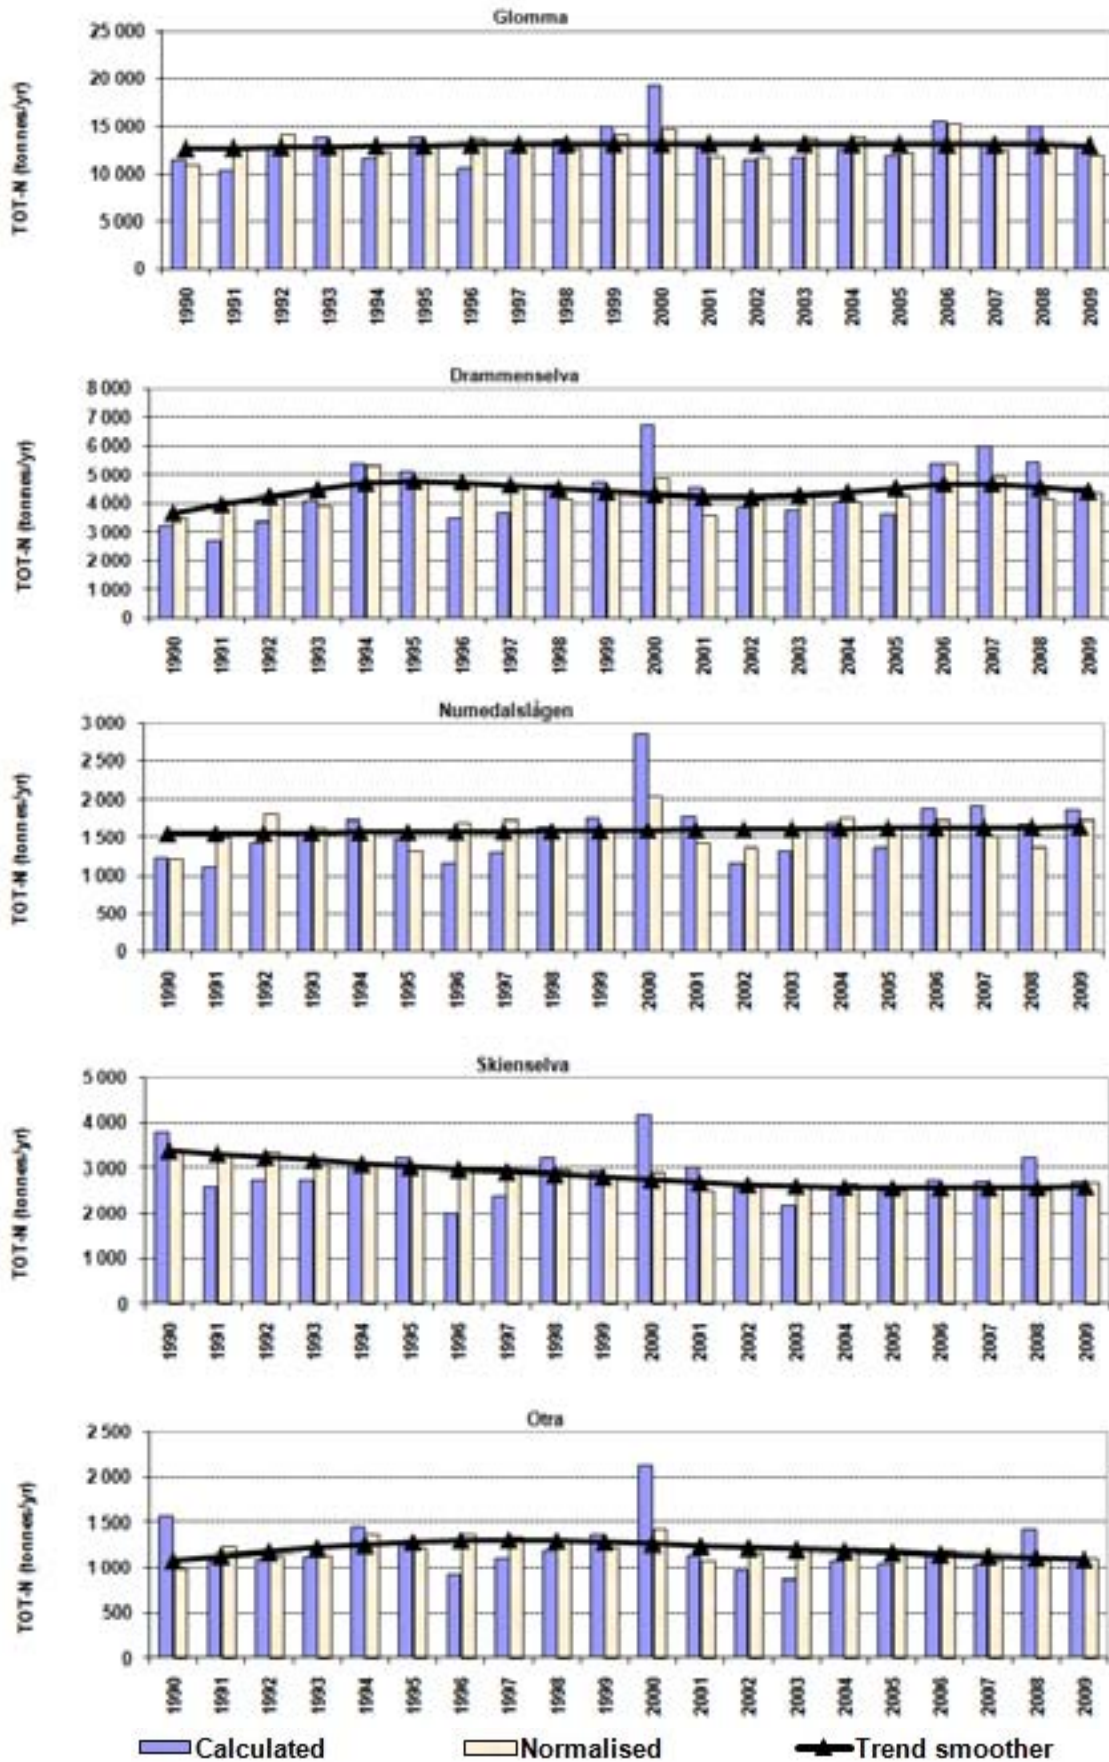 Glomma
TOT-N (tonnes/yr)
25 000
20 000
15 000
10 000
5 000
0
1990 1991 1992 1993 1994 1995 1996 1997 1998 1999 2000 2001 2002 2003 2004 2005 2006 2007 2008 2009
Drammenselva
TOT-N (tonnes/yr)
8 000
7 000
6 000
5 000
4 000
3 000
2 000
1 000
0
1990 1991 1992 1993 1994 1995 1996 1997 1998 1999 2000 2001 2002 2003 2004 2005 2006 2007 2008 2009
Numedalslågen
TOT-N (tonnes/yr)
3 000
2 500
2 000
1 500
1 000
500
0
1990 1991 1992 1993 1994 1995 1996 1997 1998 1999 2000 2001 2002 2003 2004 2005 2006 2007 2008 2009
Skienselva
TOT-N (tonnes/yr)
5 000
4 000
3 000
2 000
1 000
0
1990 1991 1992 1993 1994 1995 1996 1997 1998 1999 2000 2001 2002 2003 2004 2005 2006 2007 2008 2009
Otra
TOT-N (tonnes/yr)
2 500
2 000
1 500
1 000
500
0
1990 1991 1992 1993 1994 1995 1996 1997 1998 1999 2000 2001 2002 2003 2004 2005 2006 2007 2008 2009
Calculated Normalised Trend smoother